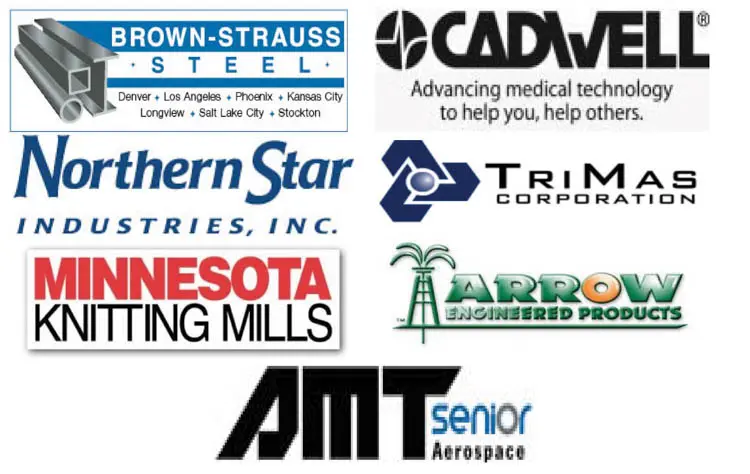 BROWN-STRAUSS
· STEEL ·
Denver ✦ Los Angeles ✦ Phoenix ✦ Kansas City
Longview ✦ Salt Lake City ✦ Stockton
CADWELL®
Advancing medical technology
to help you, help others.
Northern Star
INDUSTRIES, INC.
TRIMAS
CORPORATION
MINNESOTA
KNITTING MILLS
ARROW
ENGINEERED PRODUCTS
™
AMT senior
Aerospace